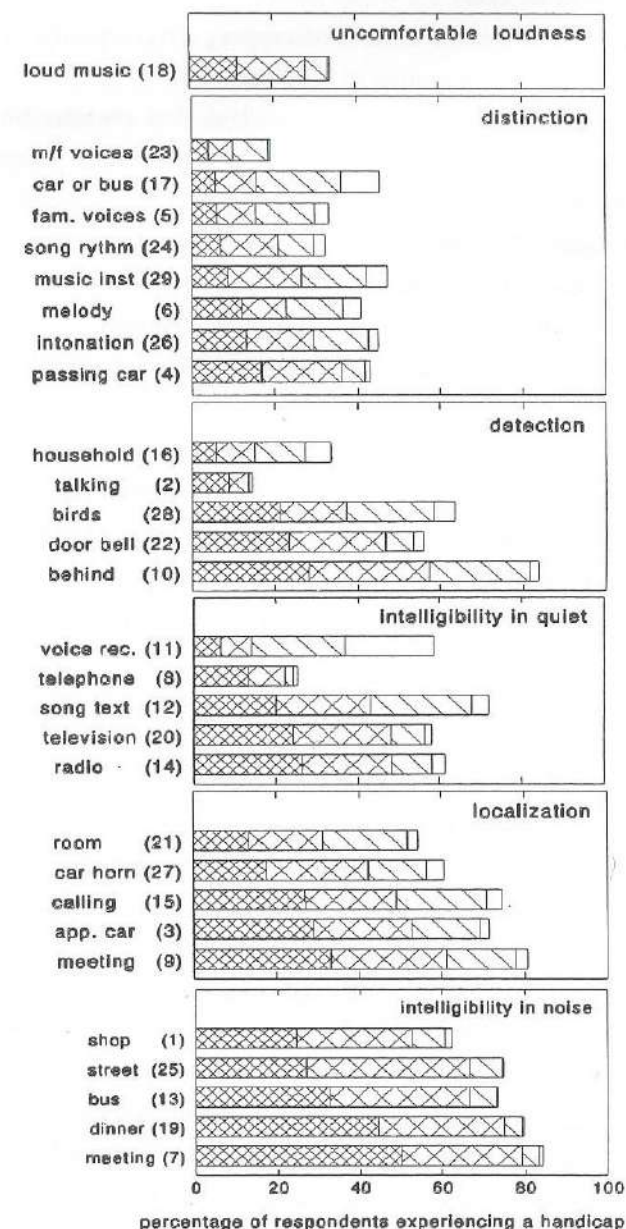 uncomfortable loudness
loud music (18)
distinction
m/f voices (23)
car or bus (17)
fam. voices (5)
song rythm (24)
music inst (29)
melody (6)
intonation (26)
passing car (4)
detection
household (16)
talking (2)
birds (28)
door bell (22)
behind (10)
intelligibility in quiet
voice rec. (11)
telephone (8)
song text (12)
television (20)
radio (14)
localization
room (21)
car horn (27)
calling (15)
app. car (3)
meeting (9)
intelligibility in noise
shop (1)
street (25)
bus (13)
dinner (19)
meeting (7)
0 20 40 60 80 100
percentage of respondents experiencing a handicap